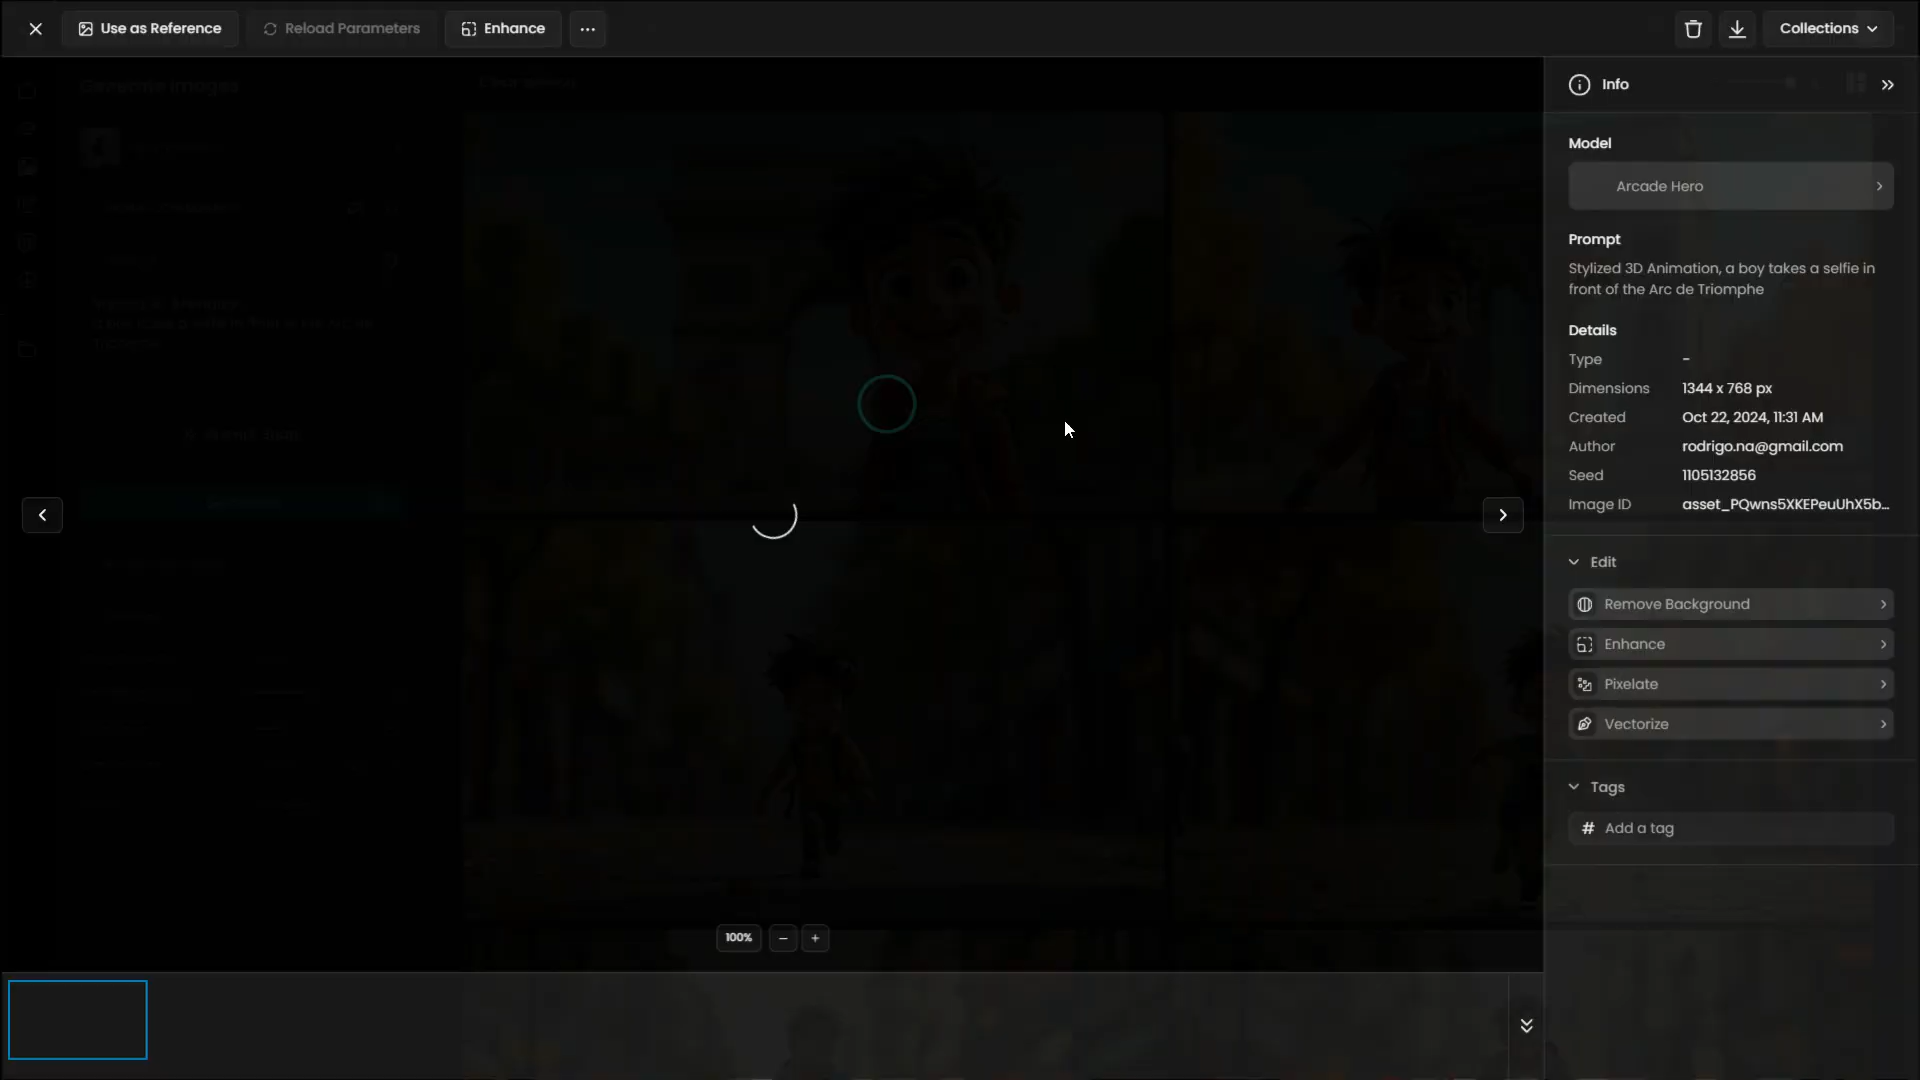 Use as Reference
Reload Parameters
Enhance
Collections
Generate Images
Info
Model
Arcade Hero
Prompt
Stylized 3D Animation, a boy takes a selfie in
front of the Arc de Triomphe
Details
Type -
Dimensions 1344 x 768 px
Created Oct 22, 2024, 11:31 AM
Author rodrigo.na@gmail.com
Seed 1105132856
Image ID asset_PQwns5XKEPeuUhX5b...
Edit
Remove Background
Enhance
Pixelate
Vectorize
Tags
# Add a tag
100% - +